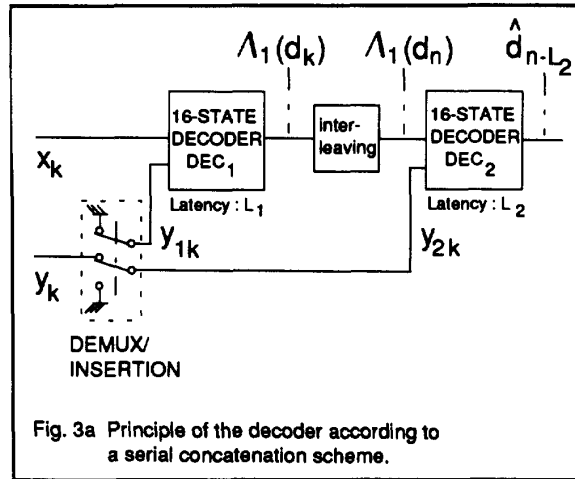 Λ₁(dₖ)
Λ₁(dₙ)
d̂ₙ₋L₂
16-STATE
DECODER
DEC₁
inter-
leaving
16-STATE
DECODER
DEC₂
xₖ
Latency : L₁
Latency : L₂
y₁ₖ
y₂ₖ
yₖ
DEMUX/
INSERTION
Fig. 3a Principle of the decoder according to
a serial concatenation scheme.